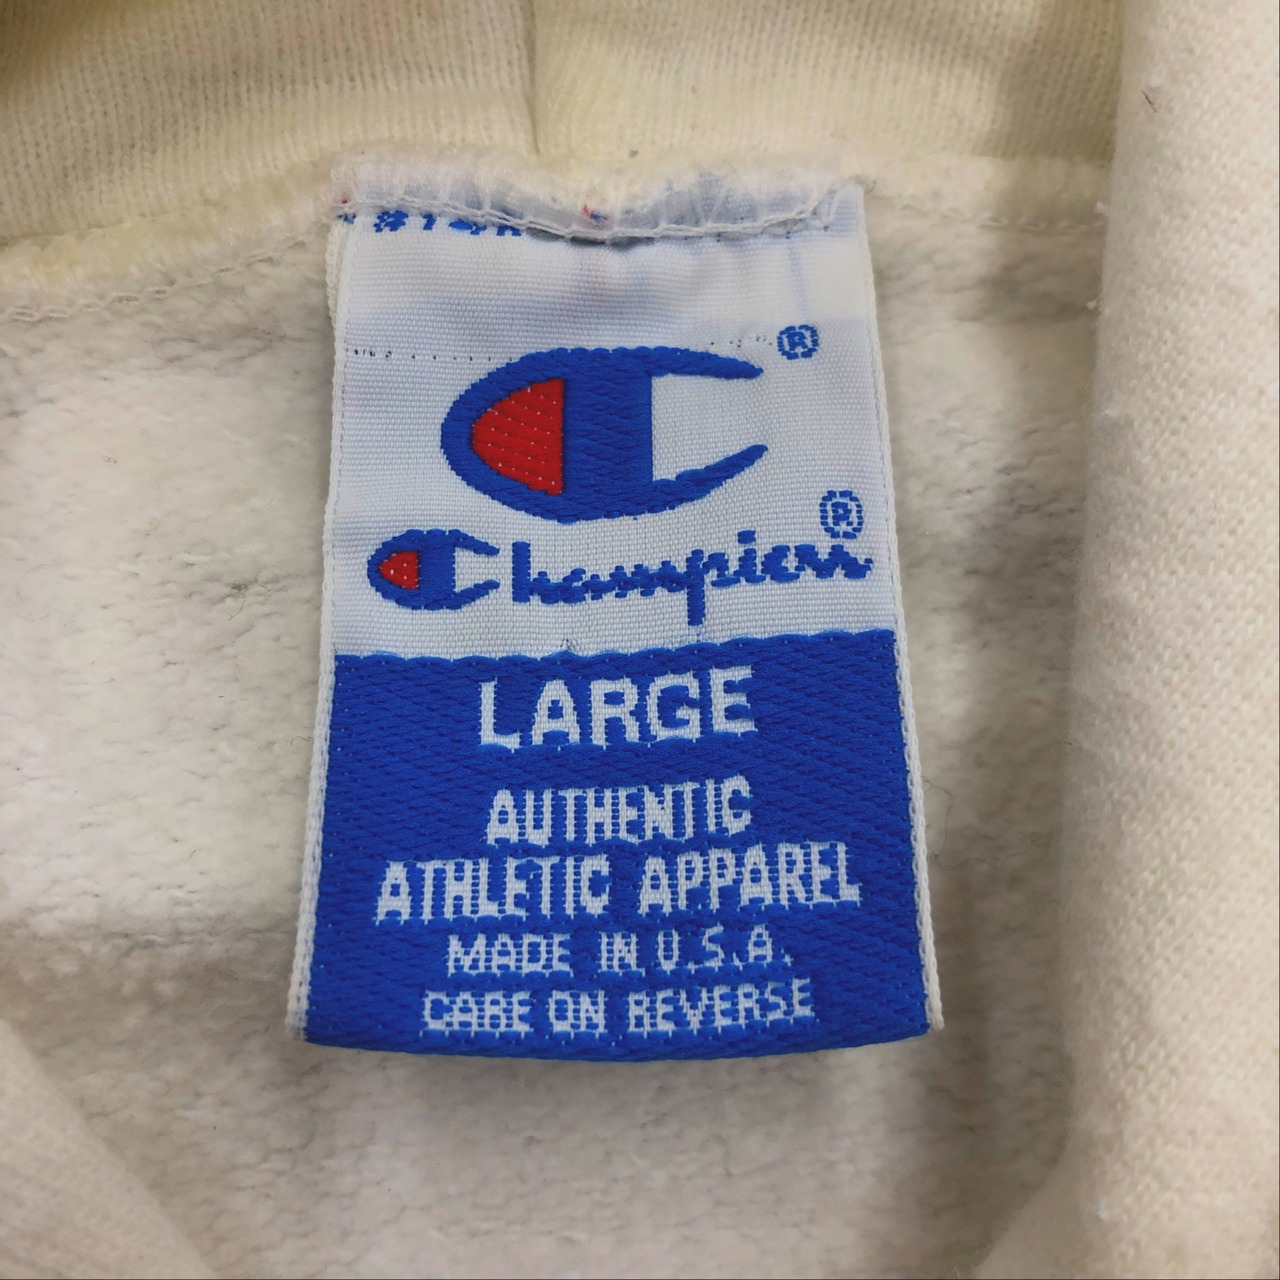 ®
Champion®
LARGE
AUTHENTIC
ATHLETIC APPAREL
MADE IN U.S.A.
CARE ON REVERSE